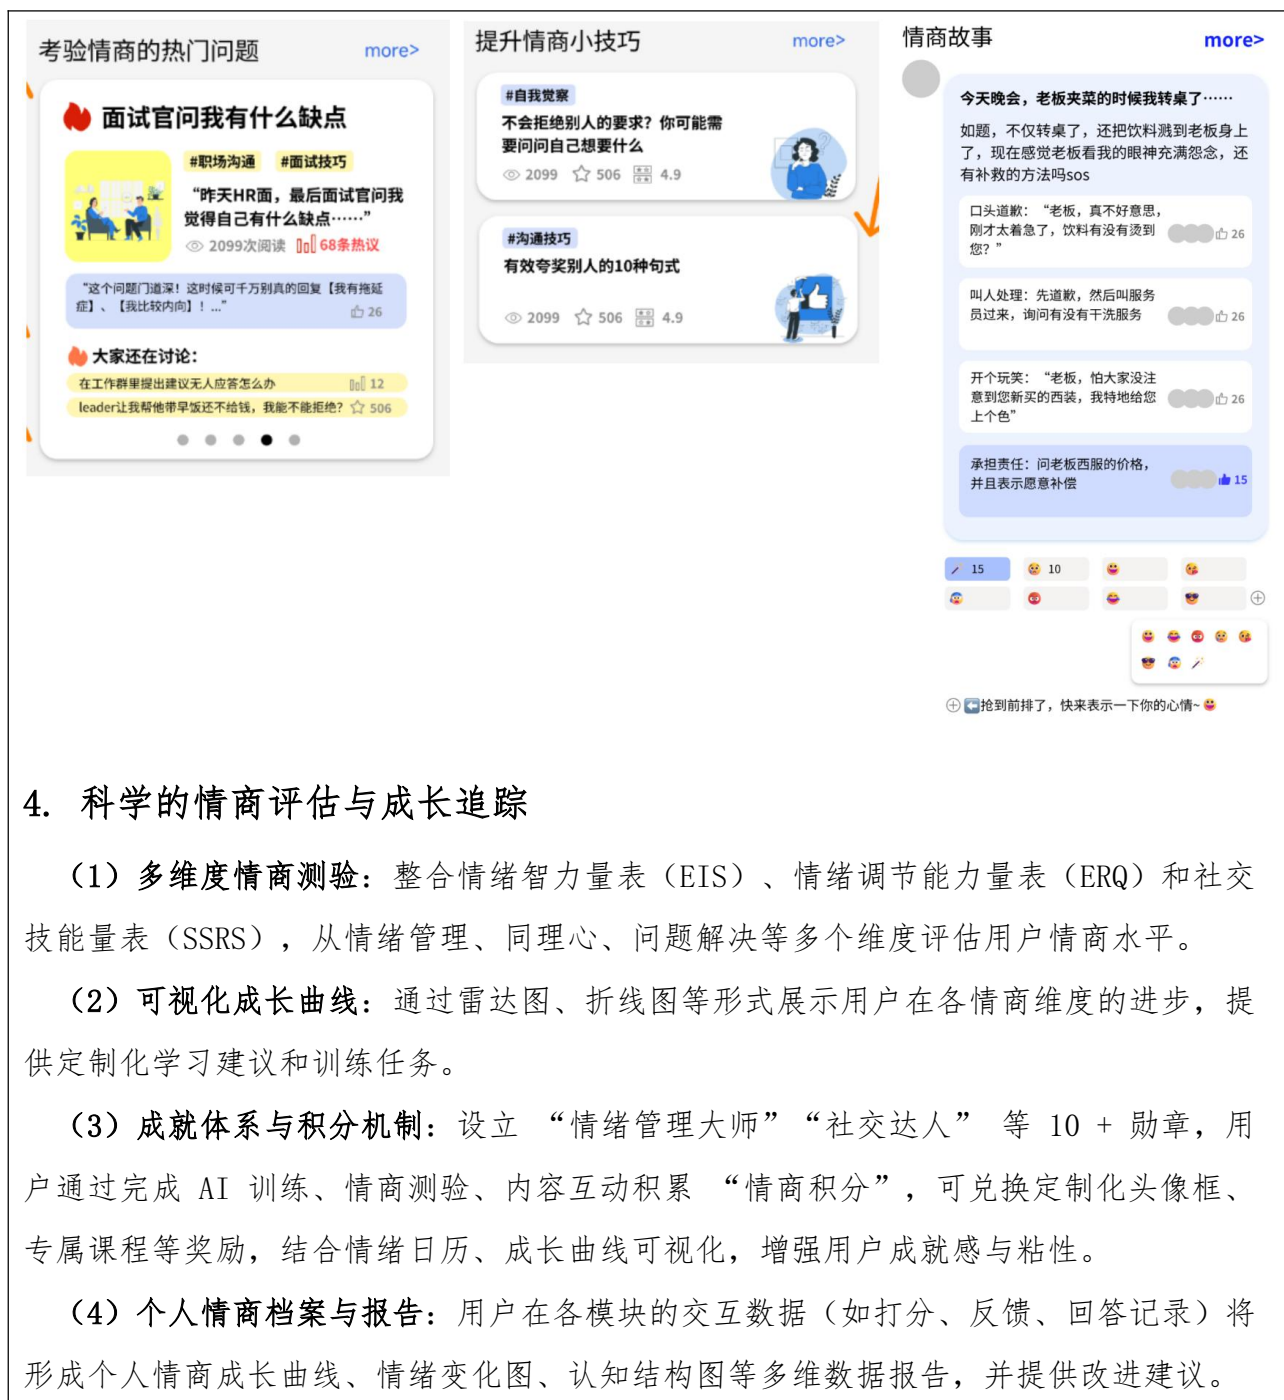 考验情商的热门问题
more>
面试官问我有什么缺点
#职场沟通 #面试技巧
“昨天HR面，最后面试官问我
觉得自己有什么缺点……”
2099次阅读 68条热议
“这个问题门道深！这时候可千万别真的回复【我有拖延
症】、【我比较内向】！...”
26
大家还在讨论：
在工作群里提出建议无人应答怎么办 12
leader让我帮他带早饭还不给钱，我能不能拒绝？ 506
提升情商小技巧
more>
#自我觉察
不会拒绝别人的要求？你可能需
要问问自己想要什么
2099 506 4.9
#沟通技巧
有效夸奖别人的10种句式
2099 506 4.9
情商故事
more>
今天晚会，老板夹菜的时候我转桌了……
如题，不仅转桌了，还把饮料溅到老板身上
了，现在感觉老板看我的眼神充满怨念，还
有补救的方法吗sos
口头道歉：“老板，真不好意思，
刚才太着急了，饮料有没有烫到
您？”
26
叫人处理：先道歉，然后叫服务
员过来，询问有没有干洗服务
26
开个玩笑：“老板，怕大家没注
意到您新买的西装，我特地给您
上个色”
26
承担责任：问老板西服的价格，
并且表示愿意补偿
15
15 10
抢到前排了，快来表示一下你的心情~
4. 科学的情商评估与成长追踪
（1）多维度情商测验：整合情绪智力量表（EIS）、情绪调节能力量表（ERQ）和社交
技能量表（SSRS），从情绪管理、同理心、问题解决等多个维度评估用户情商水平。
（2）可视化成长曲线：通过雷达图、折线图等形式展示用户在各情商维度的进步，提
供定制化学习建议和训练任务。
（3）成就体系与积分机制：设立 “情绪管理大师”“社交达人” 等 10 + 勋章，用
户通过完成 AI 训练、情商测验、内容互动积累 “情商积分”，可兑换定制化头像框、
专属课程等奖励，结合情绪日历、成长曲线可视化，增强用户成就感与粘性。
（4）个人情商档案与报告：用户在各模块的交互数据（如打分、反馈、回答记录）将
形成个人情商成长曲线、情绪变化图、认知结构图等多维数据报告，并提供改进建议。